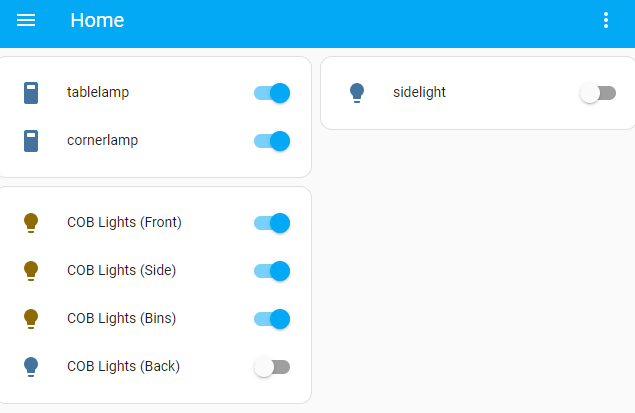 Home
tablelamp
cornerlamp
COB Lights (Front)
COB Lights (Side)
COB Lights (Bins)
COB Lights (Back)
sidelight